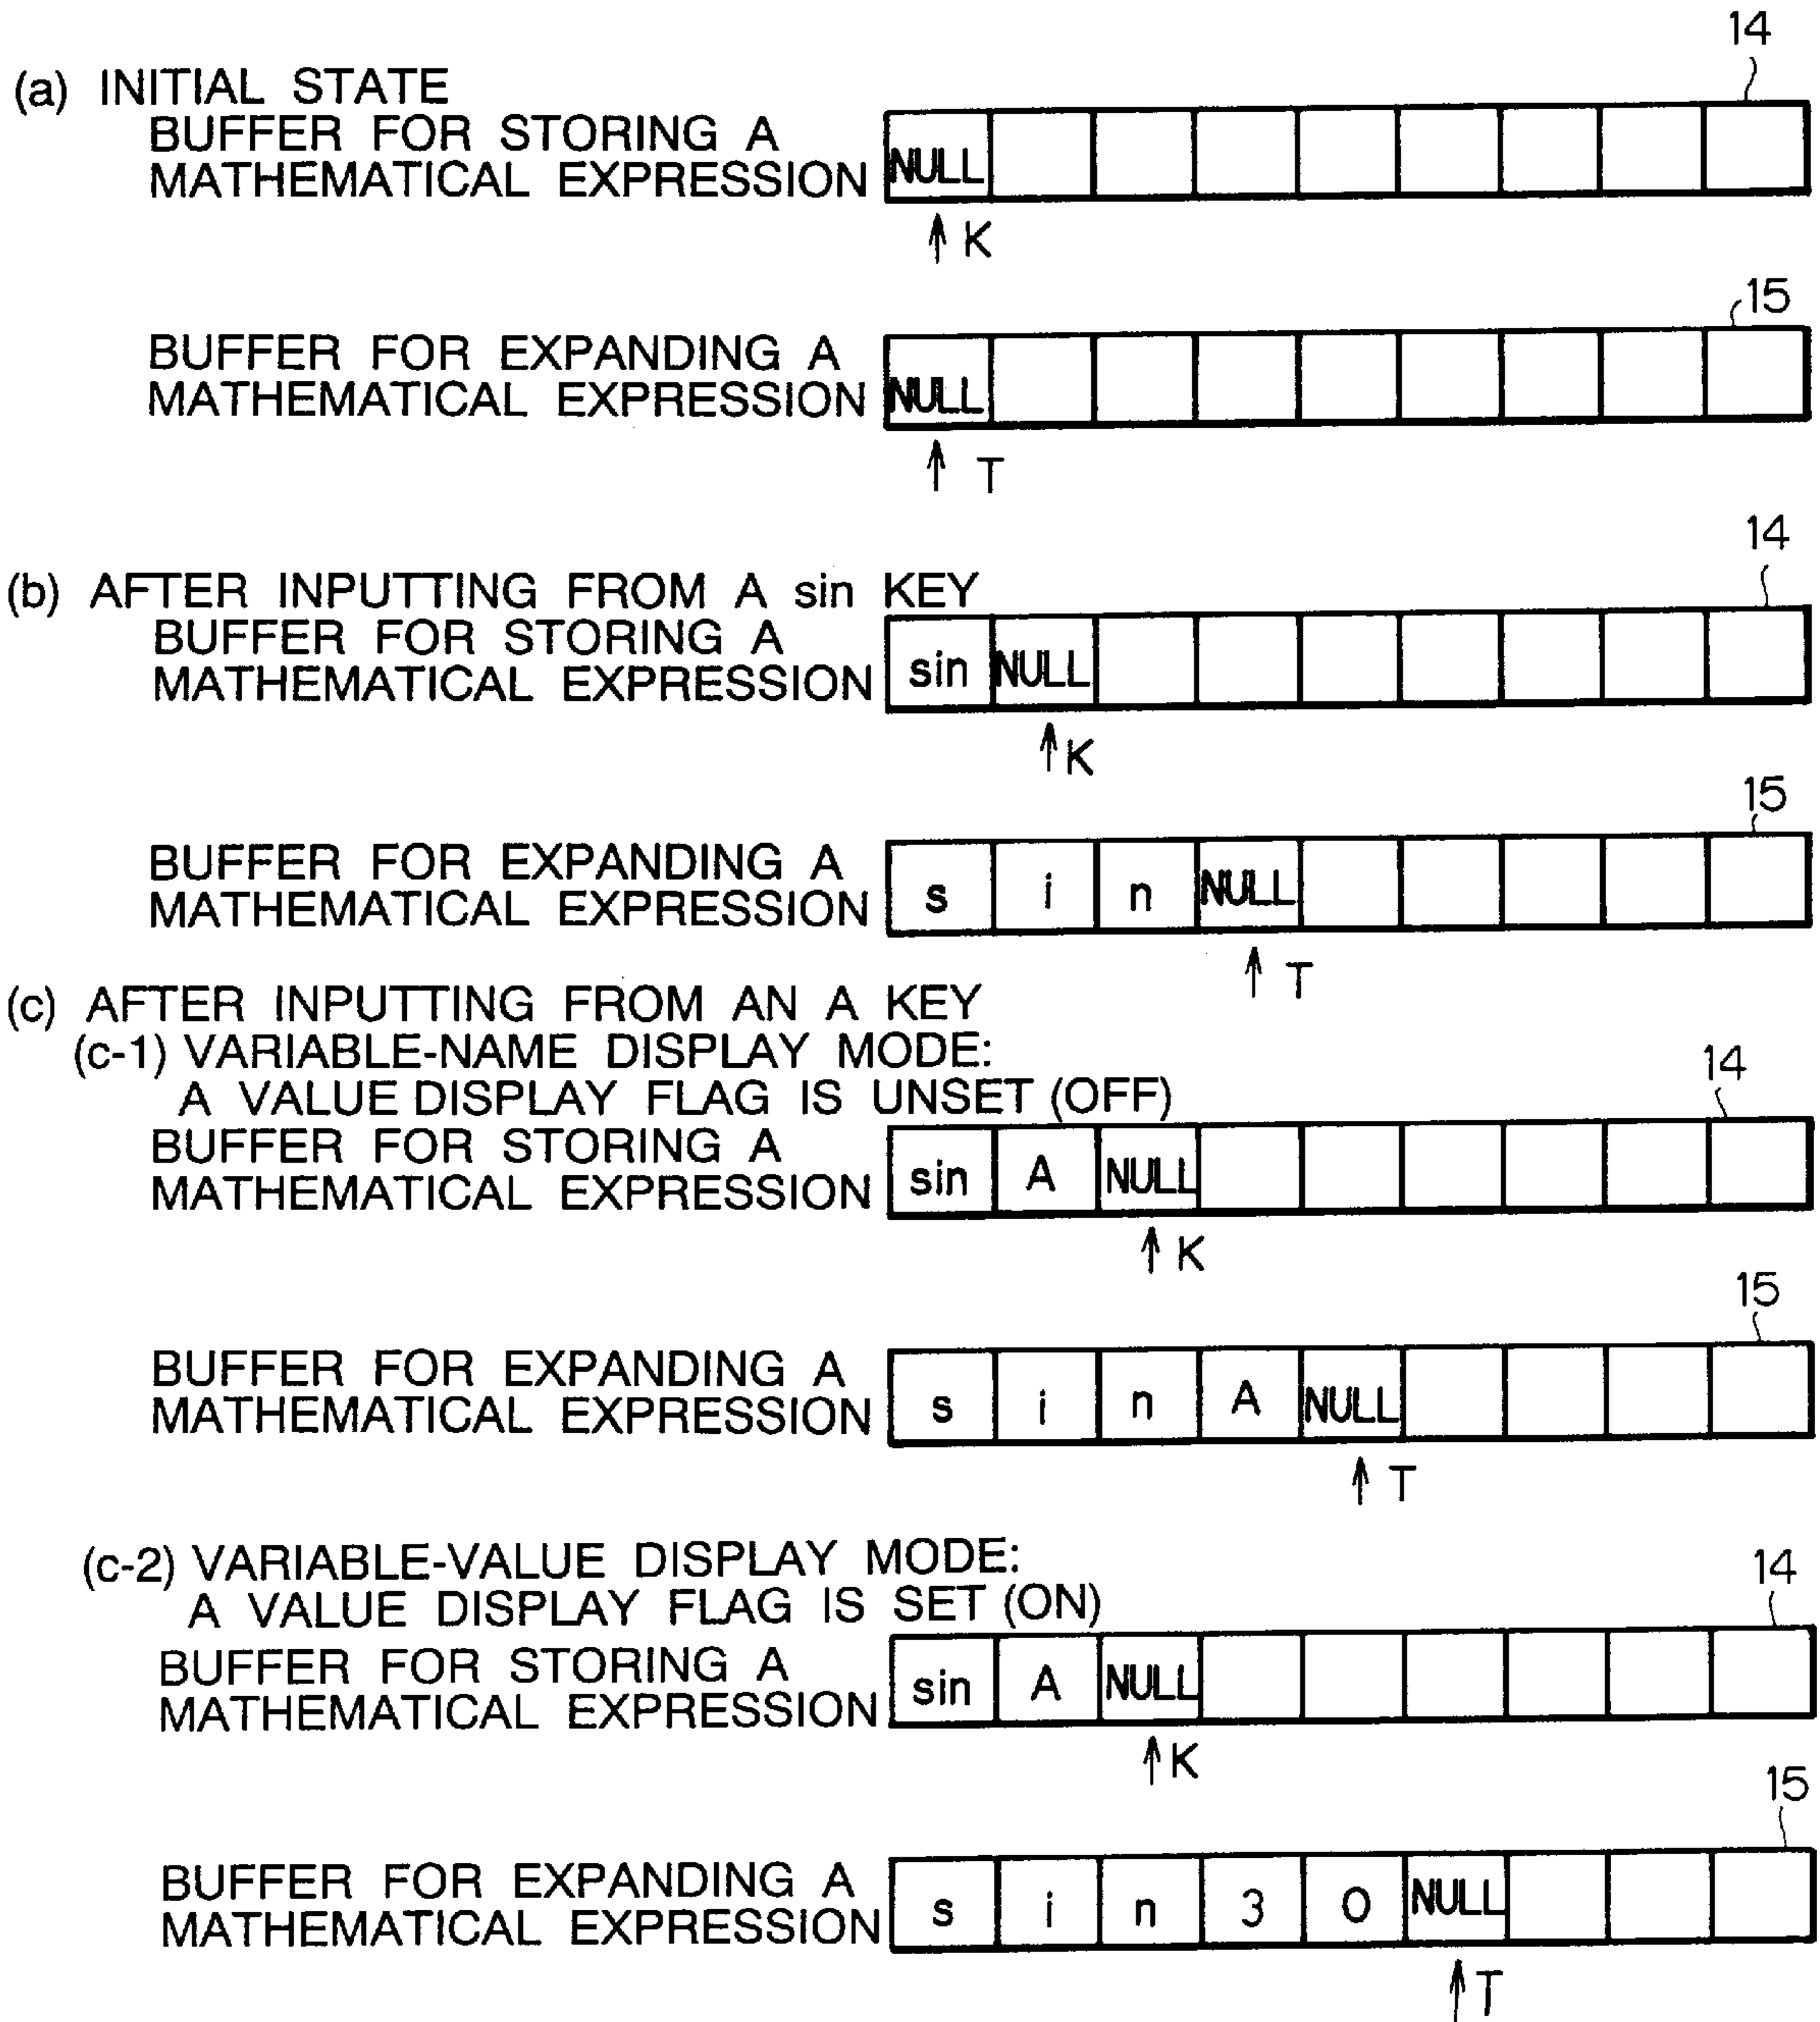 14
(a) INITIAL STATE
BUFFER FOR STORING A
MATHEMATICAL EXPRESSION NULL
K
15
BUFFER FOR EXPANDING A
MATHEMATICAL EXPRESSION NULL
T
14
(b) AFTER INPUTTING FROM A sin KEY
BUFFER FOR STORING A
MATHEMATICAL EXPRESSION sin NULL
K
15
BUFFER FOR EXPANDING A
MATHEMATICAL EXPRESSION s i n NULL
T
(c) AFTER INPUTTING FROM AN A KEY
(c-1) VARIABLE-NAME DISPLAY MODE:
14
A VALUE DISPLAY FLAG IS UNSET (OFF)
BUFFER FOR STORING A
MATHEMATICAL EXPRESSION sin A NULL
K
15
BUFFER FOR EXPANDING A
MATHEMATICAL EXPRESSION s i n A NULL
T
(c-2) VARIABLE-VALUE DISPLAY MODE:
14
A VALUE DISPLAY FLAG IS SET (ON)
BUFFER FOR STORING A
MATHEMATICAL EXPRESSION sin A NULL
K
15
BUFFER FOR EXPANDING A
MATHEMATICAL EXPRESSION s i n 3 0 NULL
T